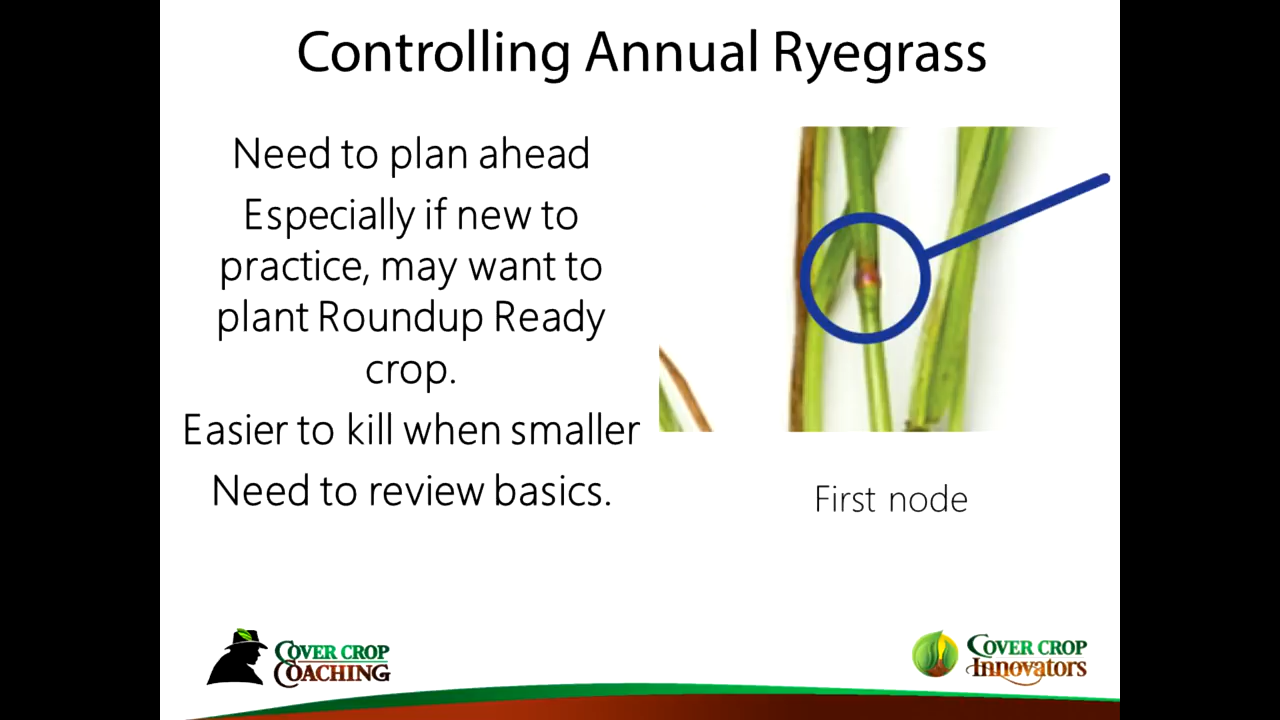 Controlling Annual Ryegrass
Need to plan ahead
Especially if new to
practice, may want to
plant Roundup Ready
crop.
Easier to kill when smaller
Need to review basics.
First node
COVER CROP
COACHING
COVER CROP
INNOVATORS